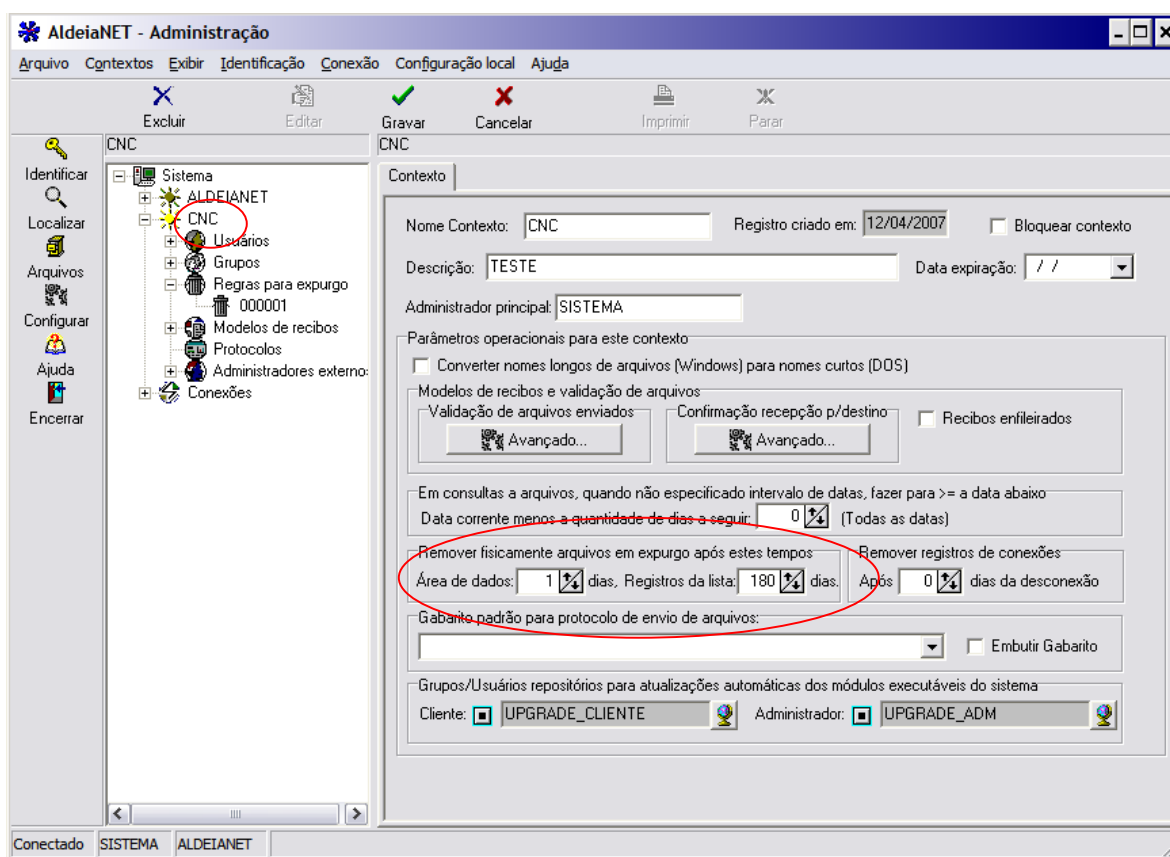 AldeiaNET - Administração
Arquivo Contextos Exibir Identificação Conexão Configuração local Ajuda
Excluir Editar Gravar Cancelar Imprimir Parar
CNC CNC
Identificar
Localizar
Arquivos
Configurar
Ajuda
Encerrar
Sistema
ALDEIANET
CNC
Usuários
Grupos
Regras para expurgo
000001
Modelos de recibos
Protocolos
Administradores externo
Conexões
Contexto
Nome Contexto: CNC Registro criado em: 12/04/2007 Bloquear contexto
Descrição: TESTE Data expiração: / /
Administrador principal: SISTEMA
Parâmetros operacionais para este contexto
Converter nomes longos de arquivos (Windows) para nomes curtos (DOS)
Modelos de recibos e validação de arquivos
Validação de arquivos enviados Confirmação recepção p/destino
Avançado... Avançado... Recibos enfileirados
Em consultas a arquivos, quando não especificado intervalo de datas, fazer para >= a data abaixo
Data corrente menos a quantidade de dias a seguir: 0 (Todas as datas)
Remover fisicamente arquivos em expurgo após estes tempos Remover registros de conexões
Área de dados: 1 dias, Registros da lista: 180 dias. Após 0 dias da desconexão
Gabarito padrão para protocolo de envio de arquivos:
Embutir Gabarito
Grupos/Usuários repositórios para atualizações automáticas dos módulos executáveis do sistema
Cliente: UPGRADE_CLIENTE Administrador: UPGRADE_ADM
Conectado SISTEMA ALDEIANET